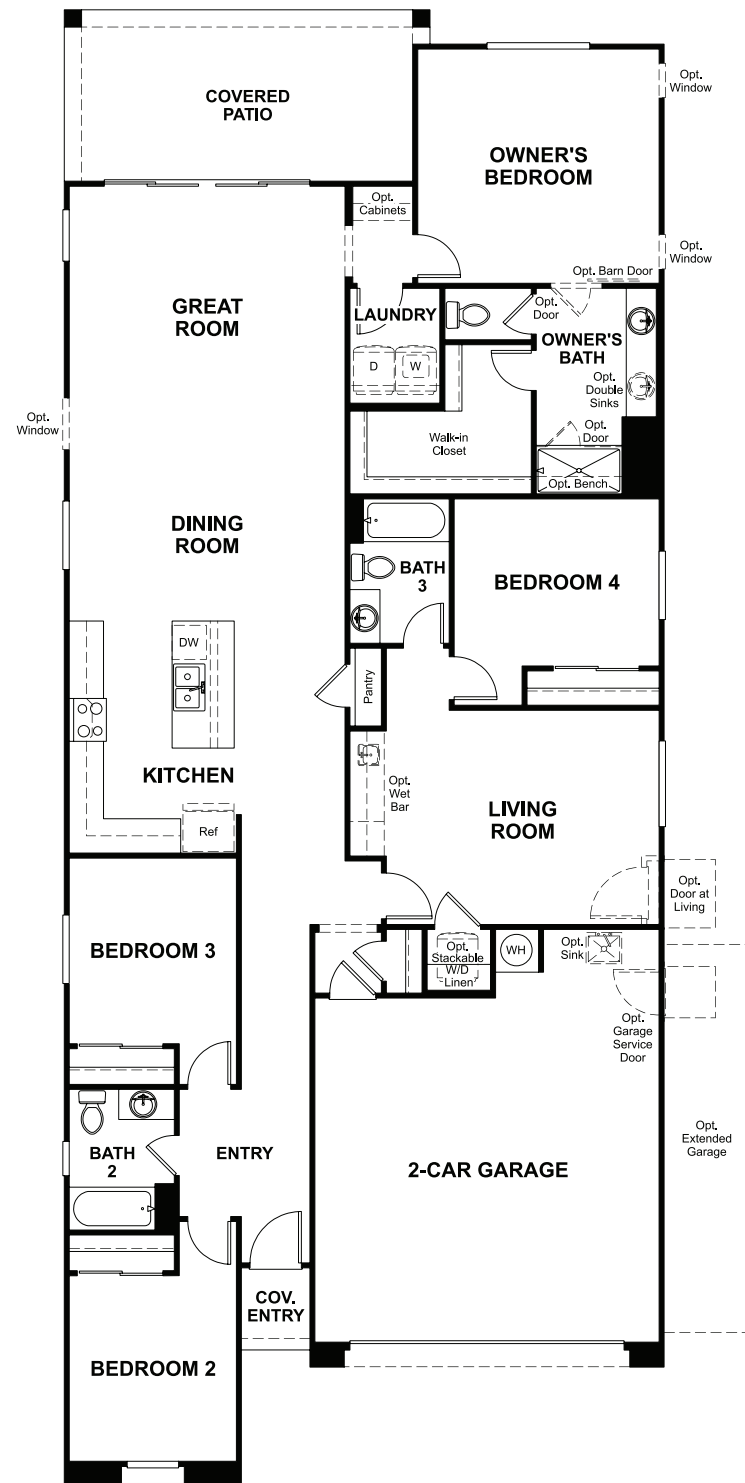 COVERED
PATIO
Opt.
Window
OWNER'S
BEDROOM
Opt.
Cabinets
Opt.
Window
Opt. Barn Door
GREAT
ROOM
LAUNDRY
Opt.
Door
OWNER'S
BATH
D
W
Opt.
Double
Sinks
Opt.
Window
Walk-in
Closet
Opt.
Door
Opt. Bench
DINING
ROOM
BATH
3
BEDROOM 4
DW
Pantry
KITCHEN
Opt.
Wet
Bar
LIVING
ROOM
Ref
Opt.
Door at
Living
BEDROOM 3
Opt.
Stackable
W/D
Linen
WH
Opt.
Sink
Opt.
Garage
Service
Door
BATH
2
ENTRY
2-CAR GARAGE
Opt.
Extended
Garage
COV.
ENTRY
BEDROOM 2